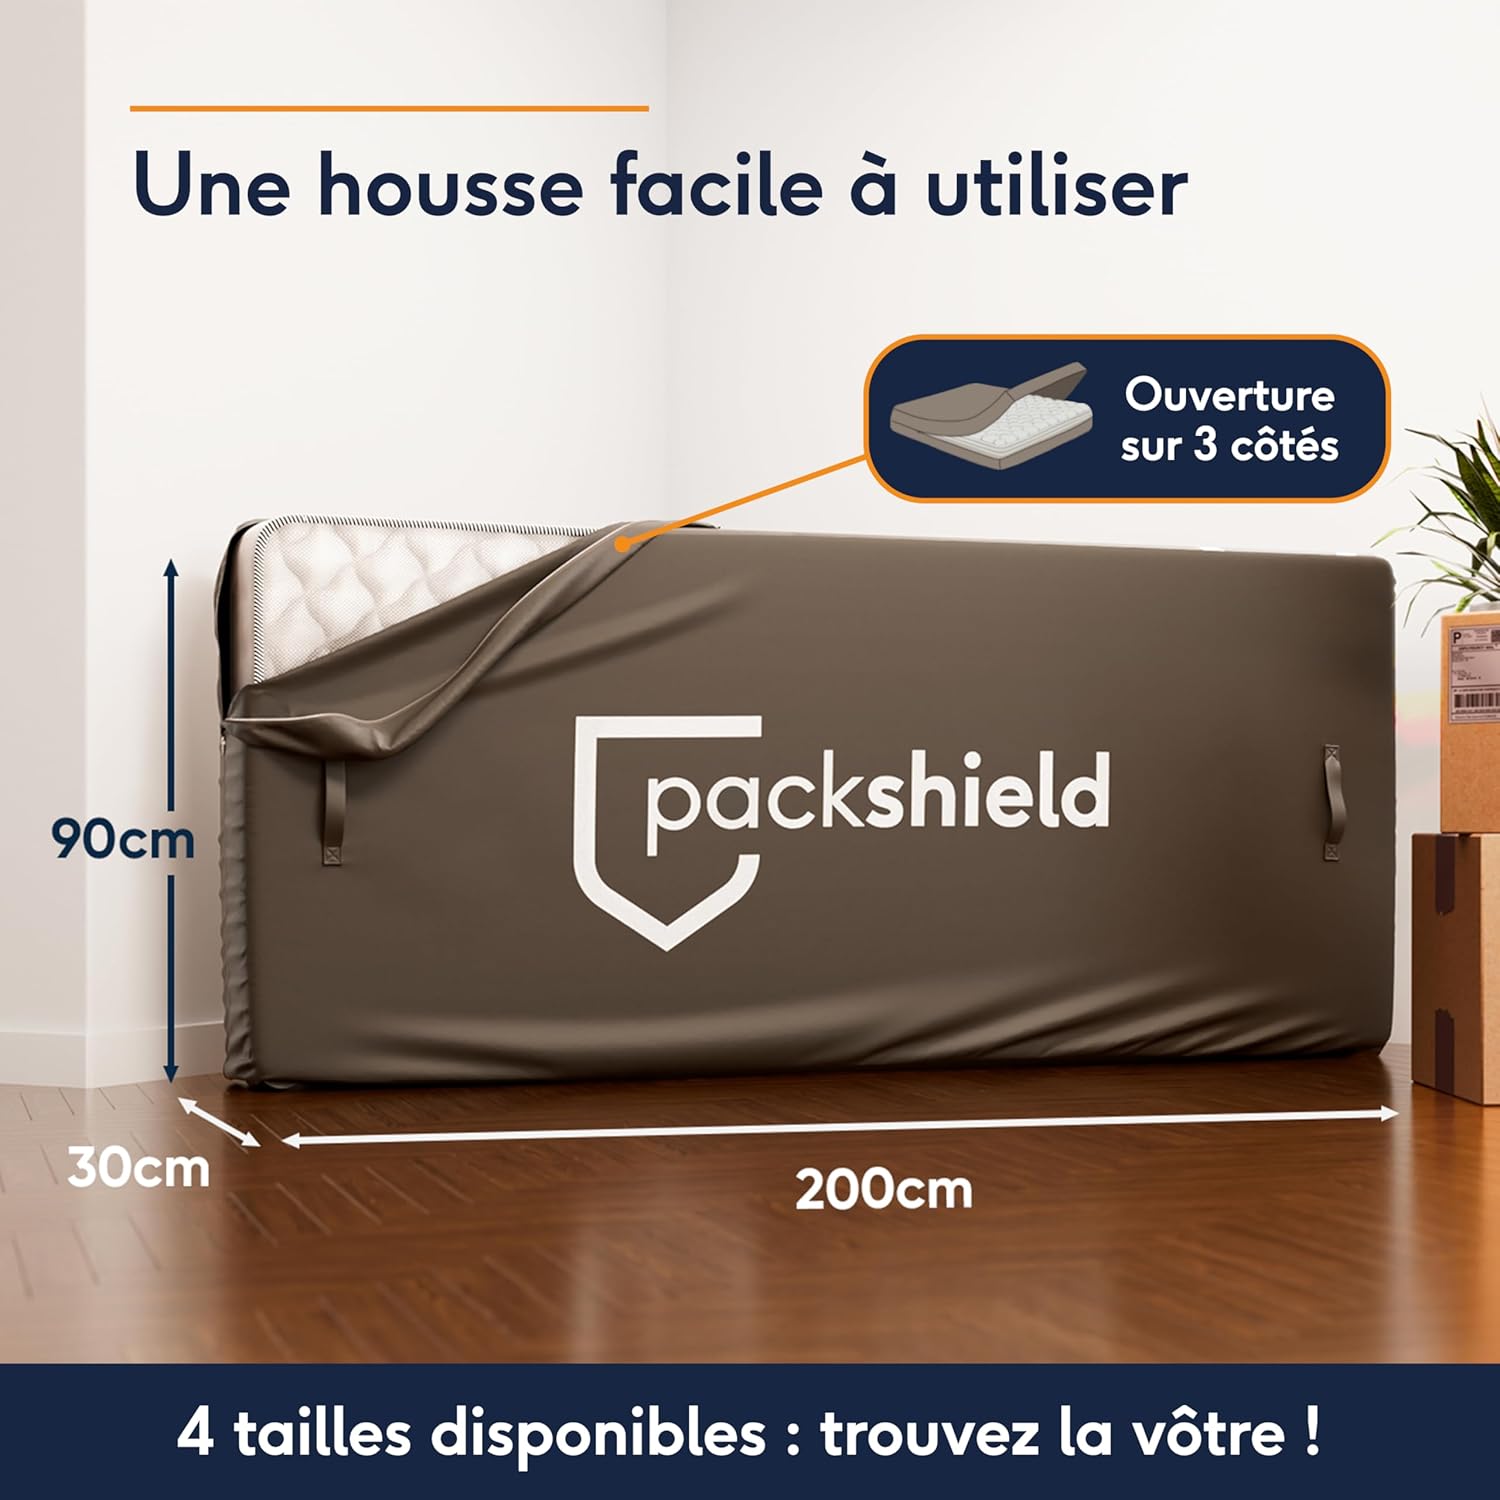 Une housse facile à utiliser
Ouverture
sur 3 côtés
packshield
90cm
30cm
200cm
P
4 tailles disponibles : trouvez la vôtre !